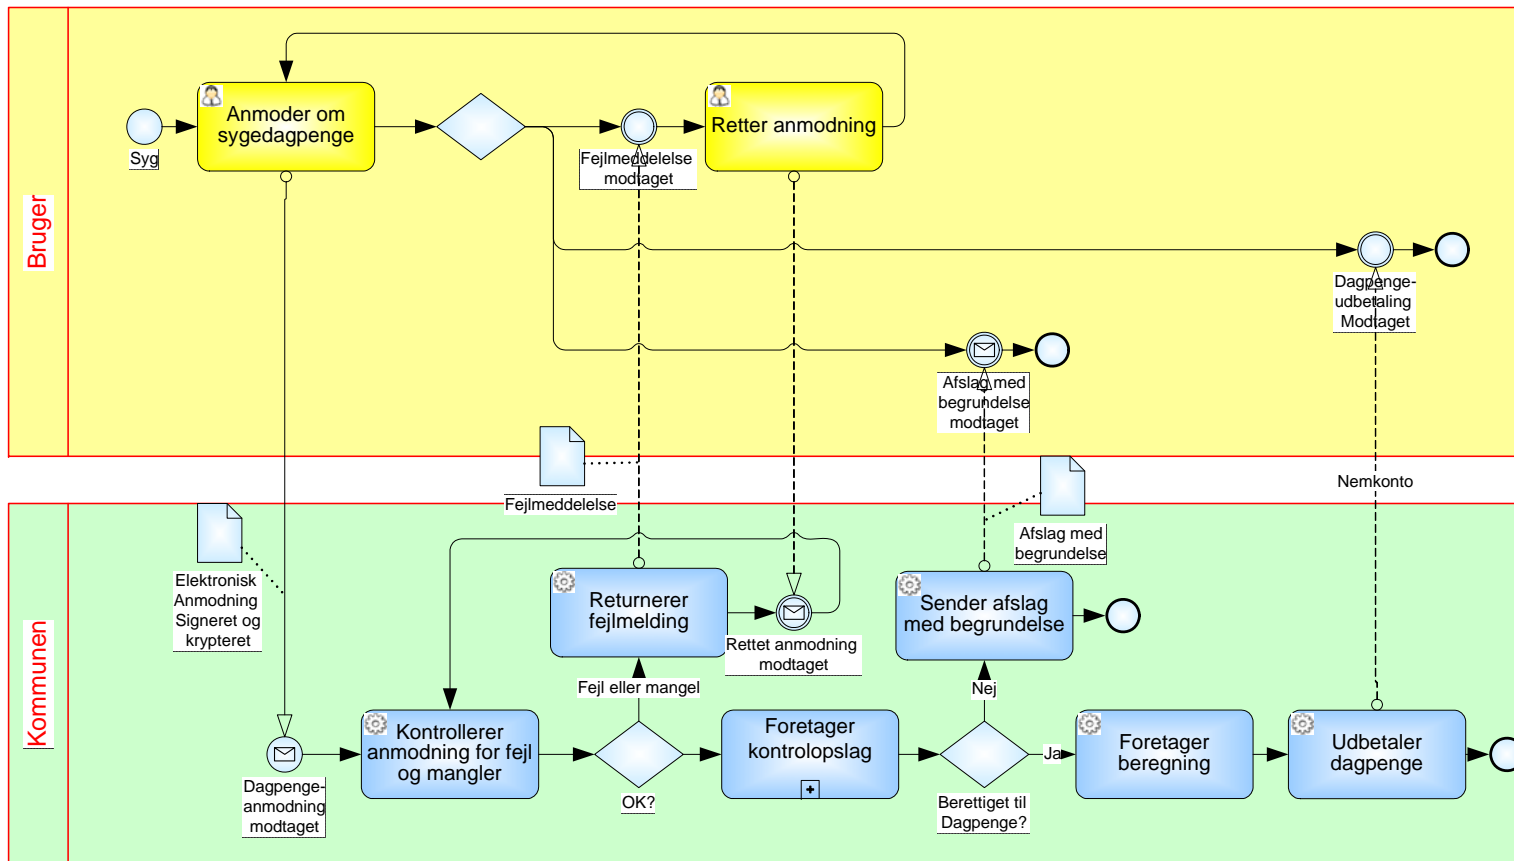 Bruger
Syg
Anmoder om
sygedagpenge
Fejlmeddelelse
modtaget
Retter anmodning
Dagpenge-
udbetaling
Modtaget
Afslag med
begrundelse
modtaget
Fejlmeddelelse
Nemkonto
Kommunen
Elektronisk
Anmodning
Signeret og
krypteret
Returnerer
fejlmelding
Rettet anmodning
modtaget
Afslag med
begrundelse
Sender afslag
med begrundelse
Fejl eller mangel
Nej
Dagpenge-
anmodning
modtaget
Kontrollerer
anmodning for fejl
og mangler
OK?
Foretager
kontrolopslag
Berettiget til
Dagpenge?
Ja
Foretager
beregning
Udbetaler
dagpenge